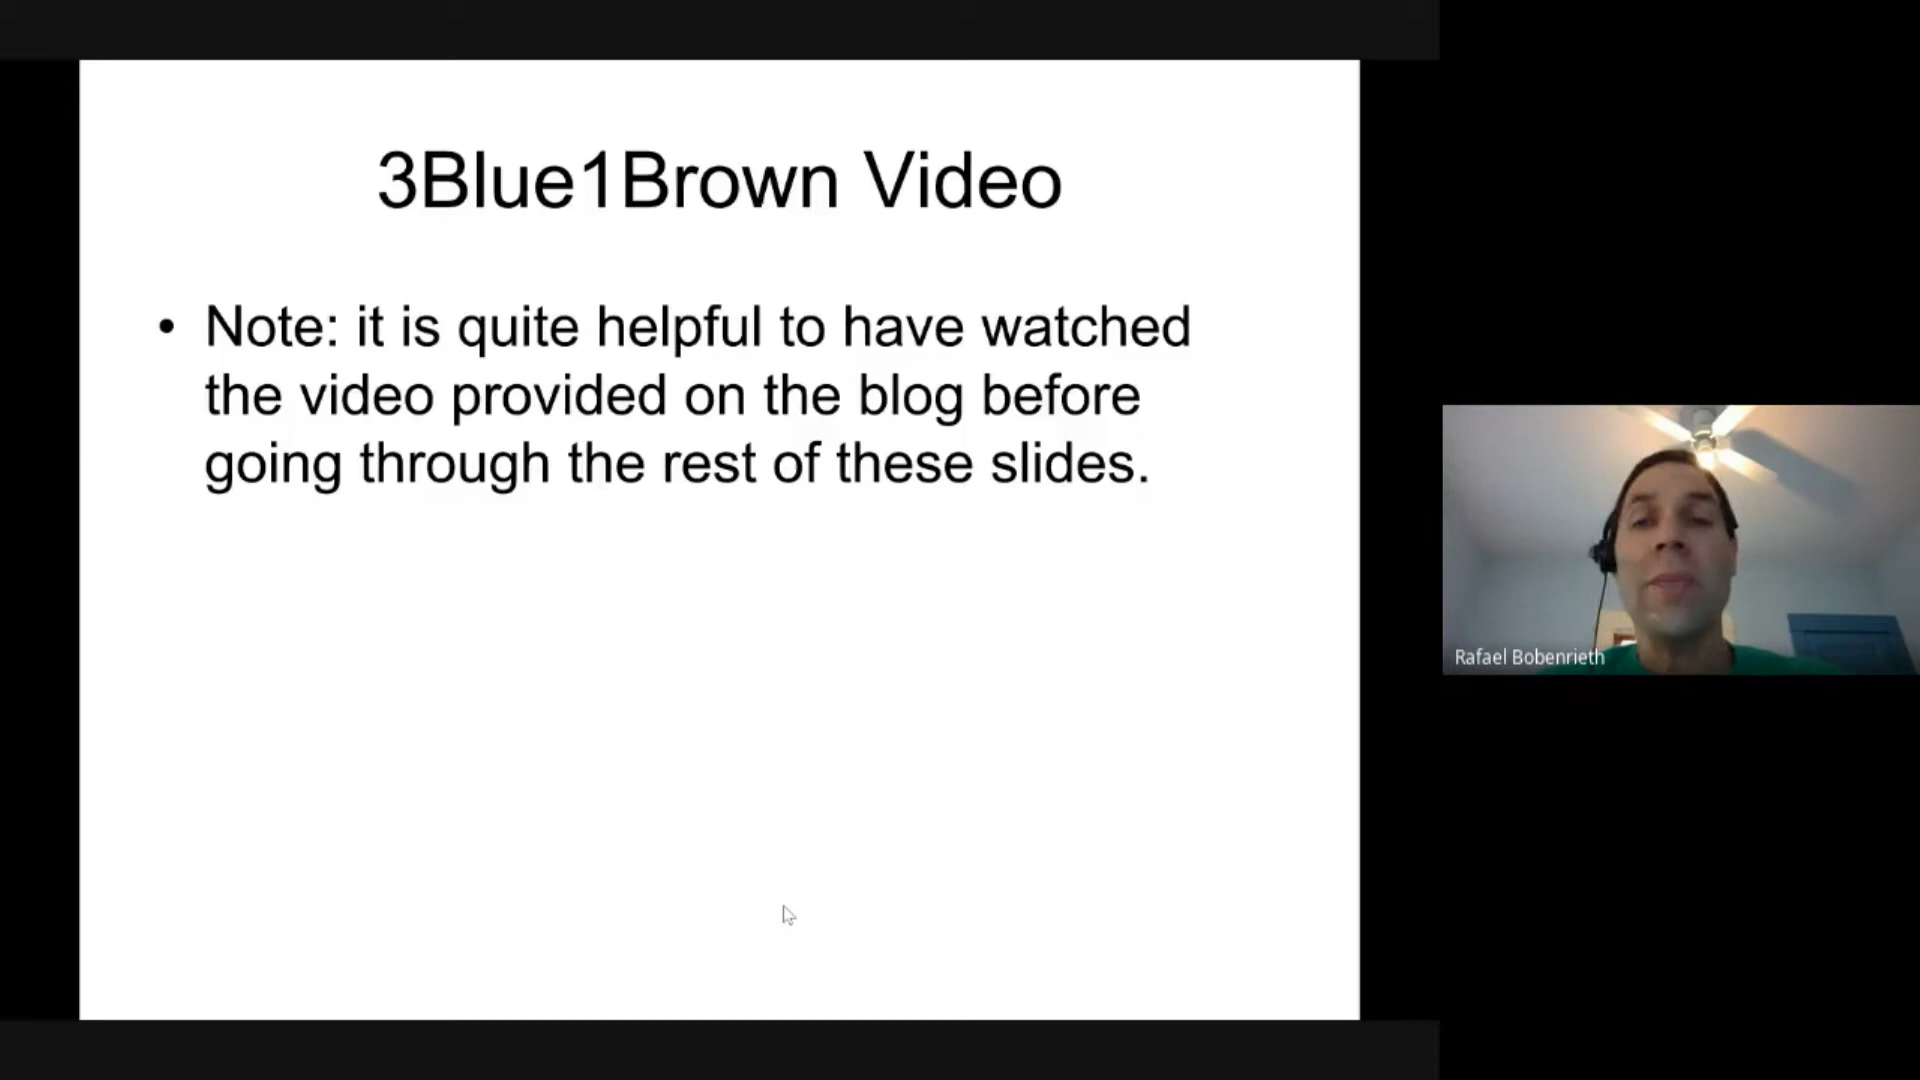 3Blue1Brown Video
• Note: it is quite helpful to have watched
the video provided on the blog before
going through the rest of these slides.
Rafael Bobenrieth